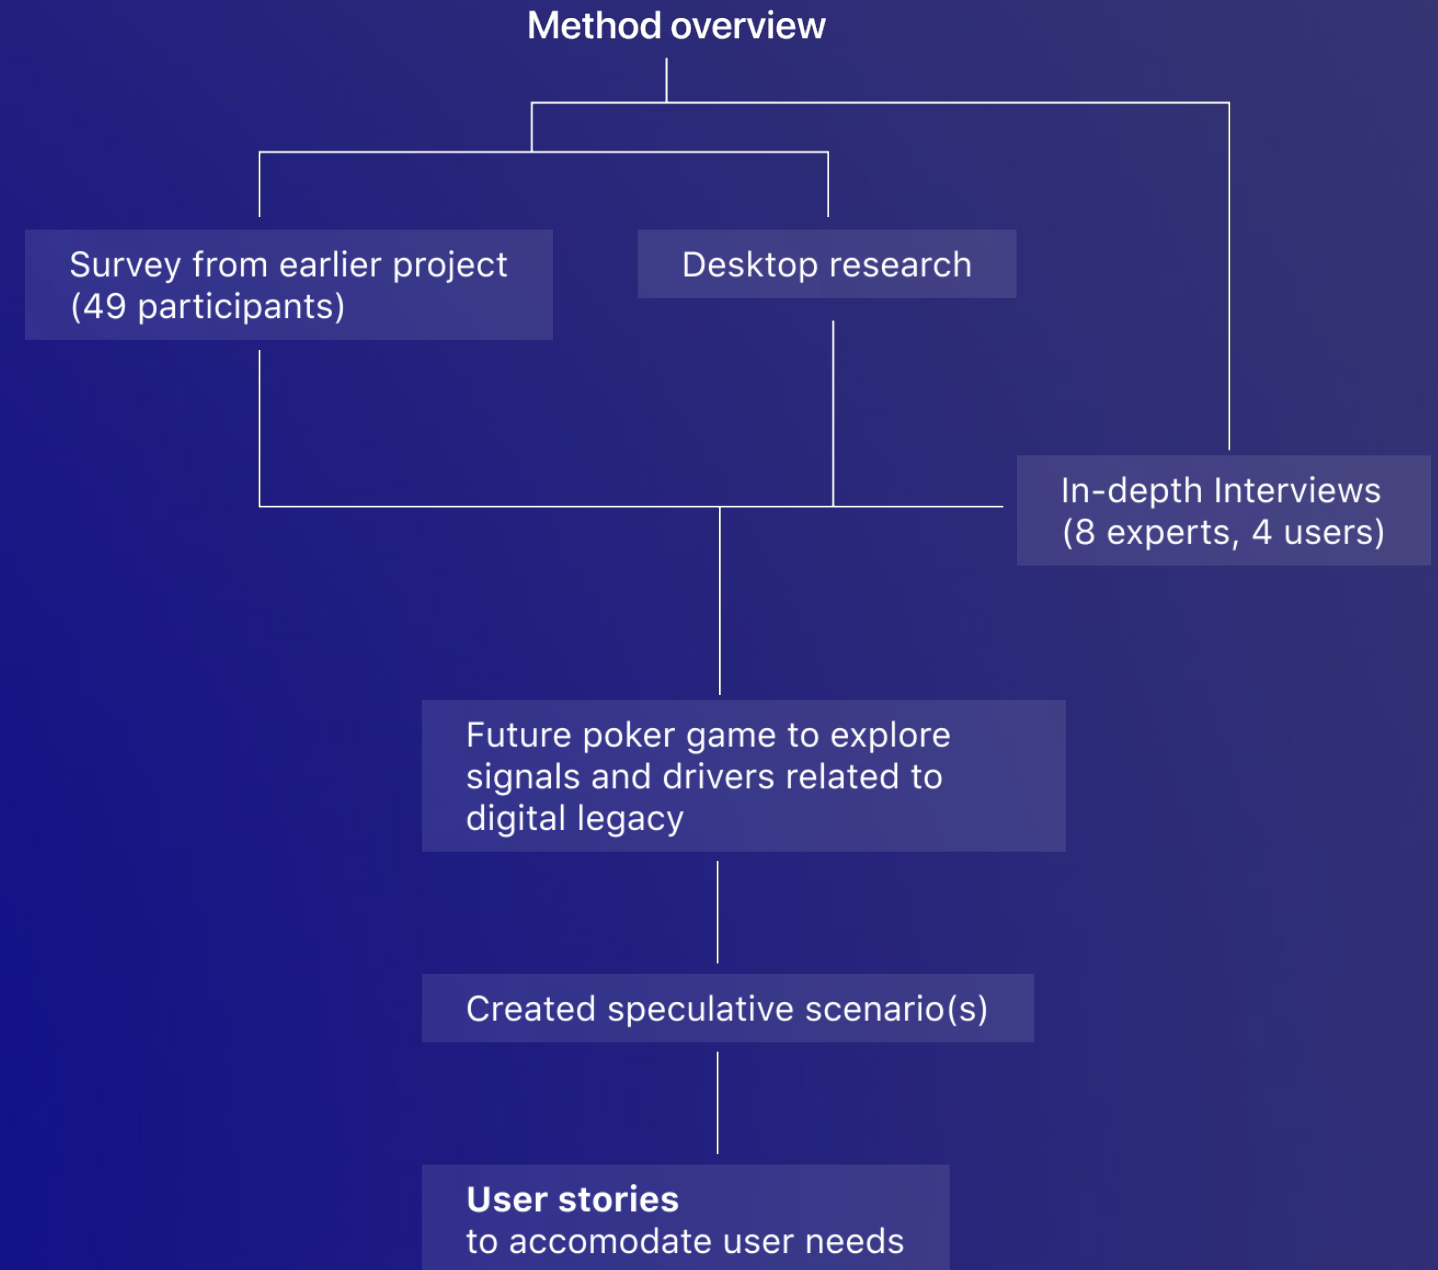 Method overview
Survey from earlier project
(49 participants)
Desktop research
In-depth Interviews
(8 experts, 4 users)
Future poker game to explore
signals and drivers related to
digital legacy
Created speculative scenario(s)
User stories
to accomodate user needs